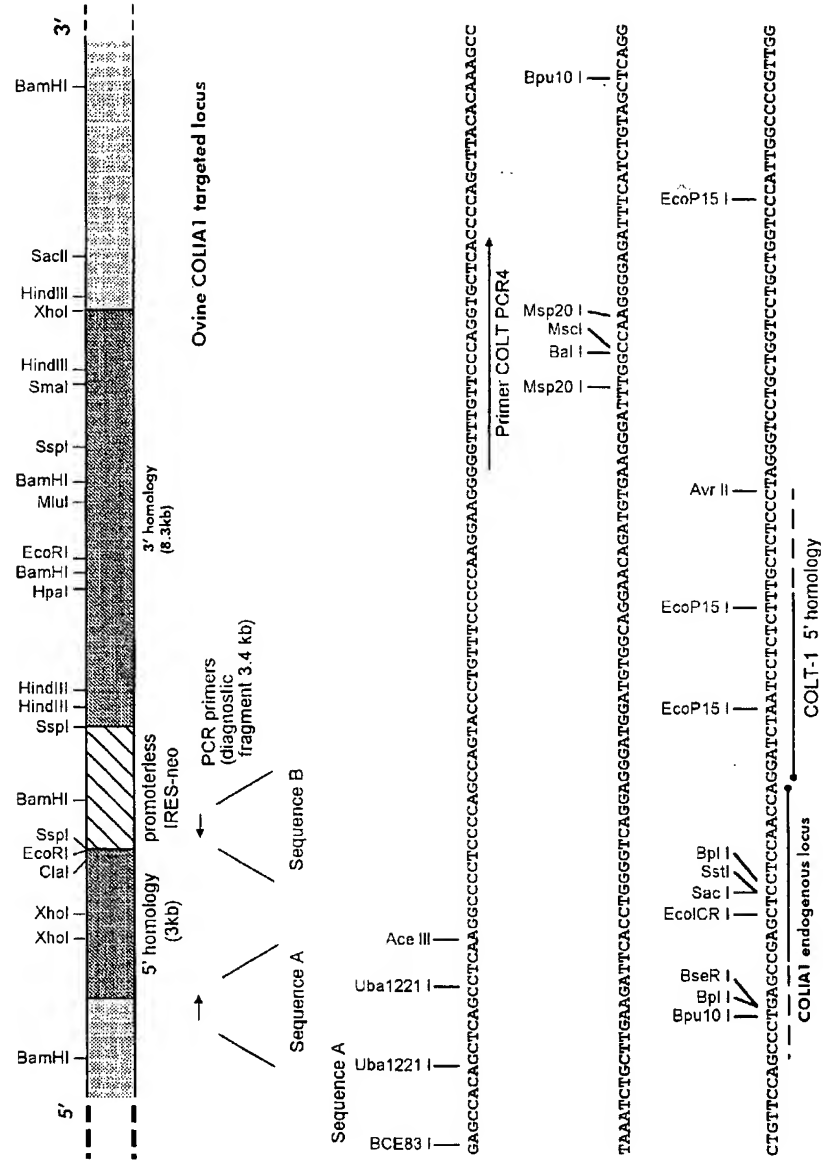 5′
3′
BamHI
XhoI
XhoI
ClaI
EcoRI
SspI
BamHI
SspI
HindIII
HindIII
HpaI
BamHI
EcoRI
MluI
BamHI
SspI
SmaI
HindIII
XhoI
HindIII
SacII
BamHI
5′ homology
(3kb)
promoterless
IRES-neo
3′ homology
(8.3kb)
Ovine COLIA1 targeted locus
PCR primers
(diagnostic
fragment 3.4 kb)
Sequence A
Sequence B
Sequence A
BCE83 I
Uba1221 I
Uba1221 I
Ace III
GAGCCACAGCTCAGCCTCAAGGCCCCTCCCCAGCCAGTACCCTGTTTCCCCCAAGGAAGGGGGTTTGTTCCCAGGTGCTCACCCCAGCTTACACAAAGCC
Primer COLT PCR4
Msp20 I
Bal I
MscI
Msp20 I
Bpu10 I
TAAATCTGCTTGAAGATTCACCTGGGGTCAGGAGGGATGGATGTGGCAGGAACAGATGTGAAGGGATTTGGCCAAGGGGAGATTTCATCTGTAGCTCAGG
Bpu10 I
Bpl I
BseR I
EcoICR I
Sac I
SstI
Bpl I
EcoP15 I
EcoP15 I
Avr II
EcoP15 I
CTGTTCCAGCCCTGAGCCGAGCTCCTCCAACCAGGATCTAATCCTCTCTTTGCTCTCCCTAGGGTCCTGCTGGTCCTGCTGGTCCCATTGGCCCCGTTGG
COLIA1 endogenous locus
COLT-1 5' homology